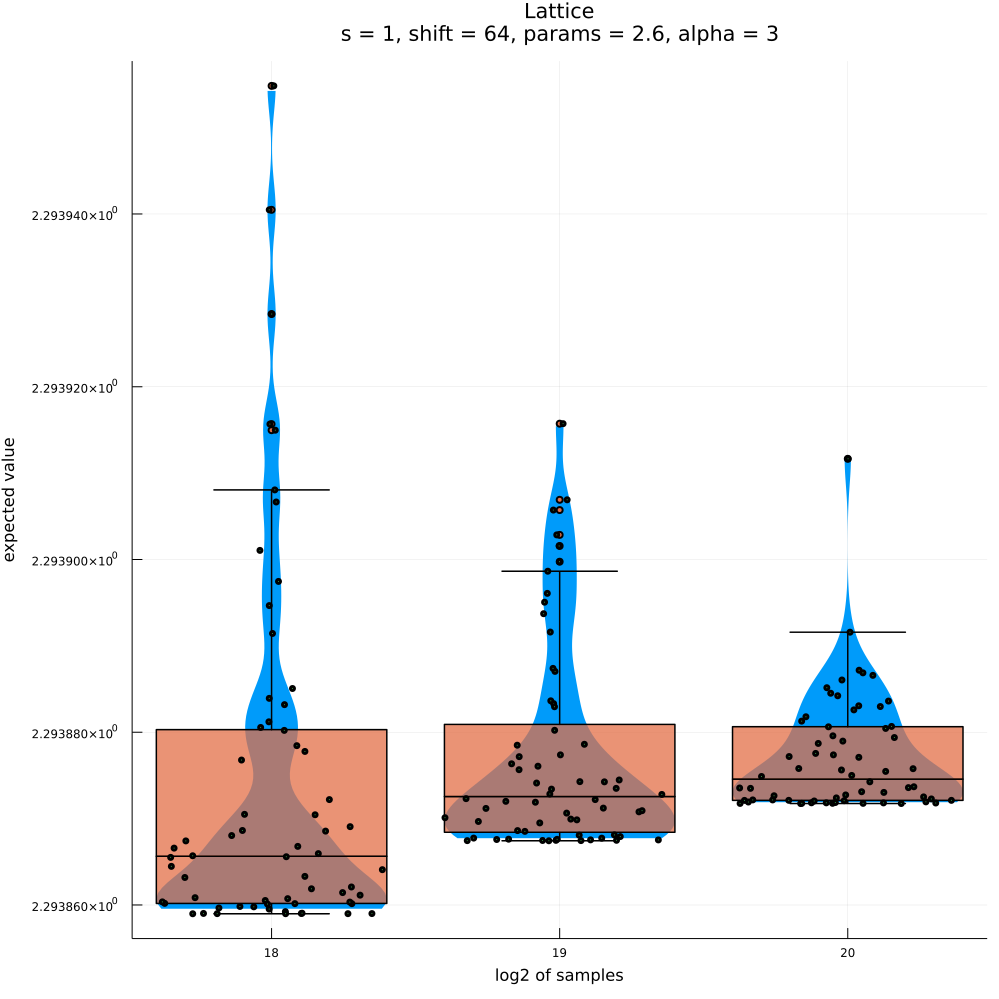 Lattice
s = 1, shift = 64, params = 2.6, alpha = 3
expected value
2.293940×10⁰
2.293920×10⁰
2.293900×10⁰
2.293880×10⁰
2.293860×10⁰
18 19 20
log2 of samples